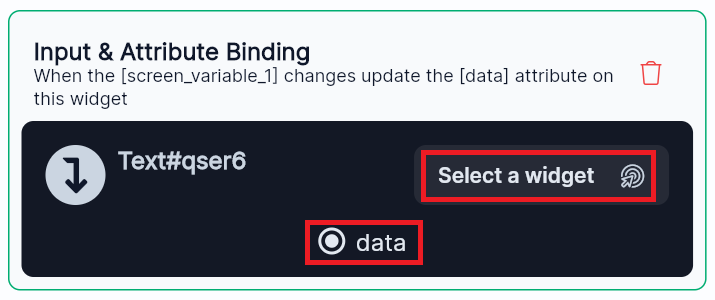 Input & Attribute Binding
When the [screen_variable_1] changes update the [data] attribute on
this widget
Text#qser6
Select a widget
data